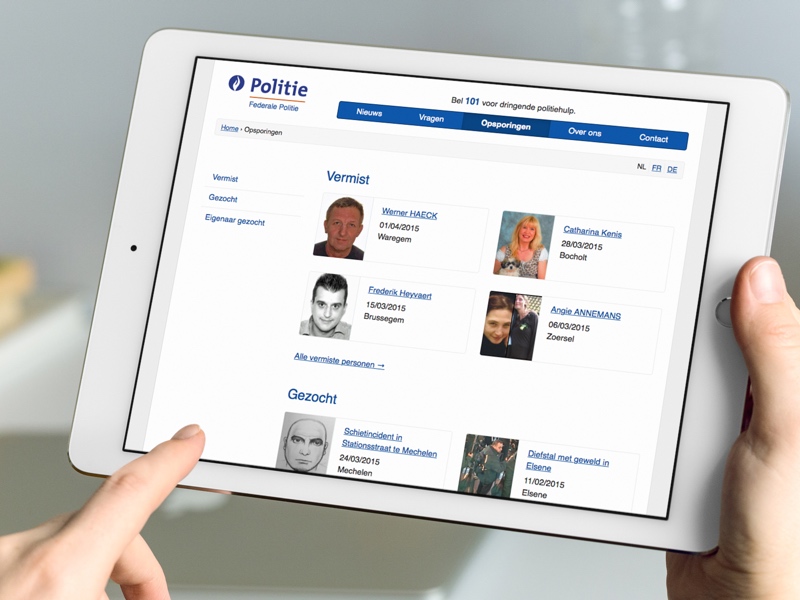 Politie
Federale Politie
Bel 101 voor dringende politiehulp.
Nieuws
Vragen
Opsporingen
Over ons
Contact
Home › Opsporingen
NL FR DE
Vermist
Gezocht
Eigenaar gezocht
Vermist
Werner HAECK
01/04/2015
Waregem
Catharina Kenis
28/03/2015
Bocholt
Frederik Heyvaert
15/03/2015
Brussegem
Angie ANNEMANS
06/03/2015
Zoersel
Alle vermiste personen →
Gezocht
Schietincident in
Stationsstraat te Mechelen
24/03/2015
Mechelen
Diefstal met geweld in
Elsene
11/02/2015
Elsene